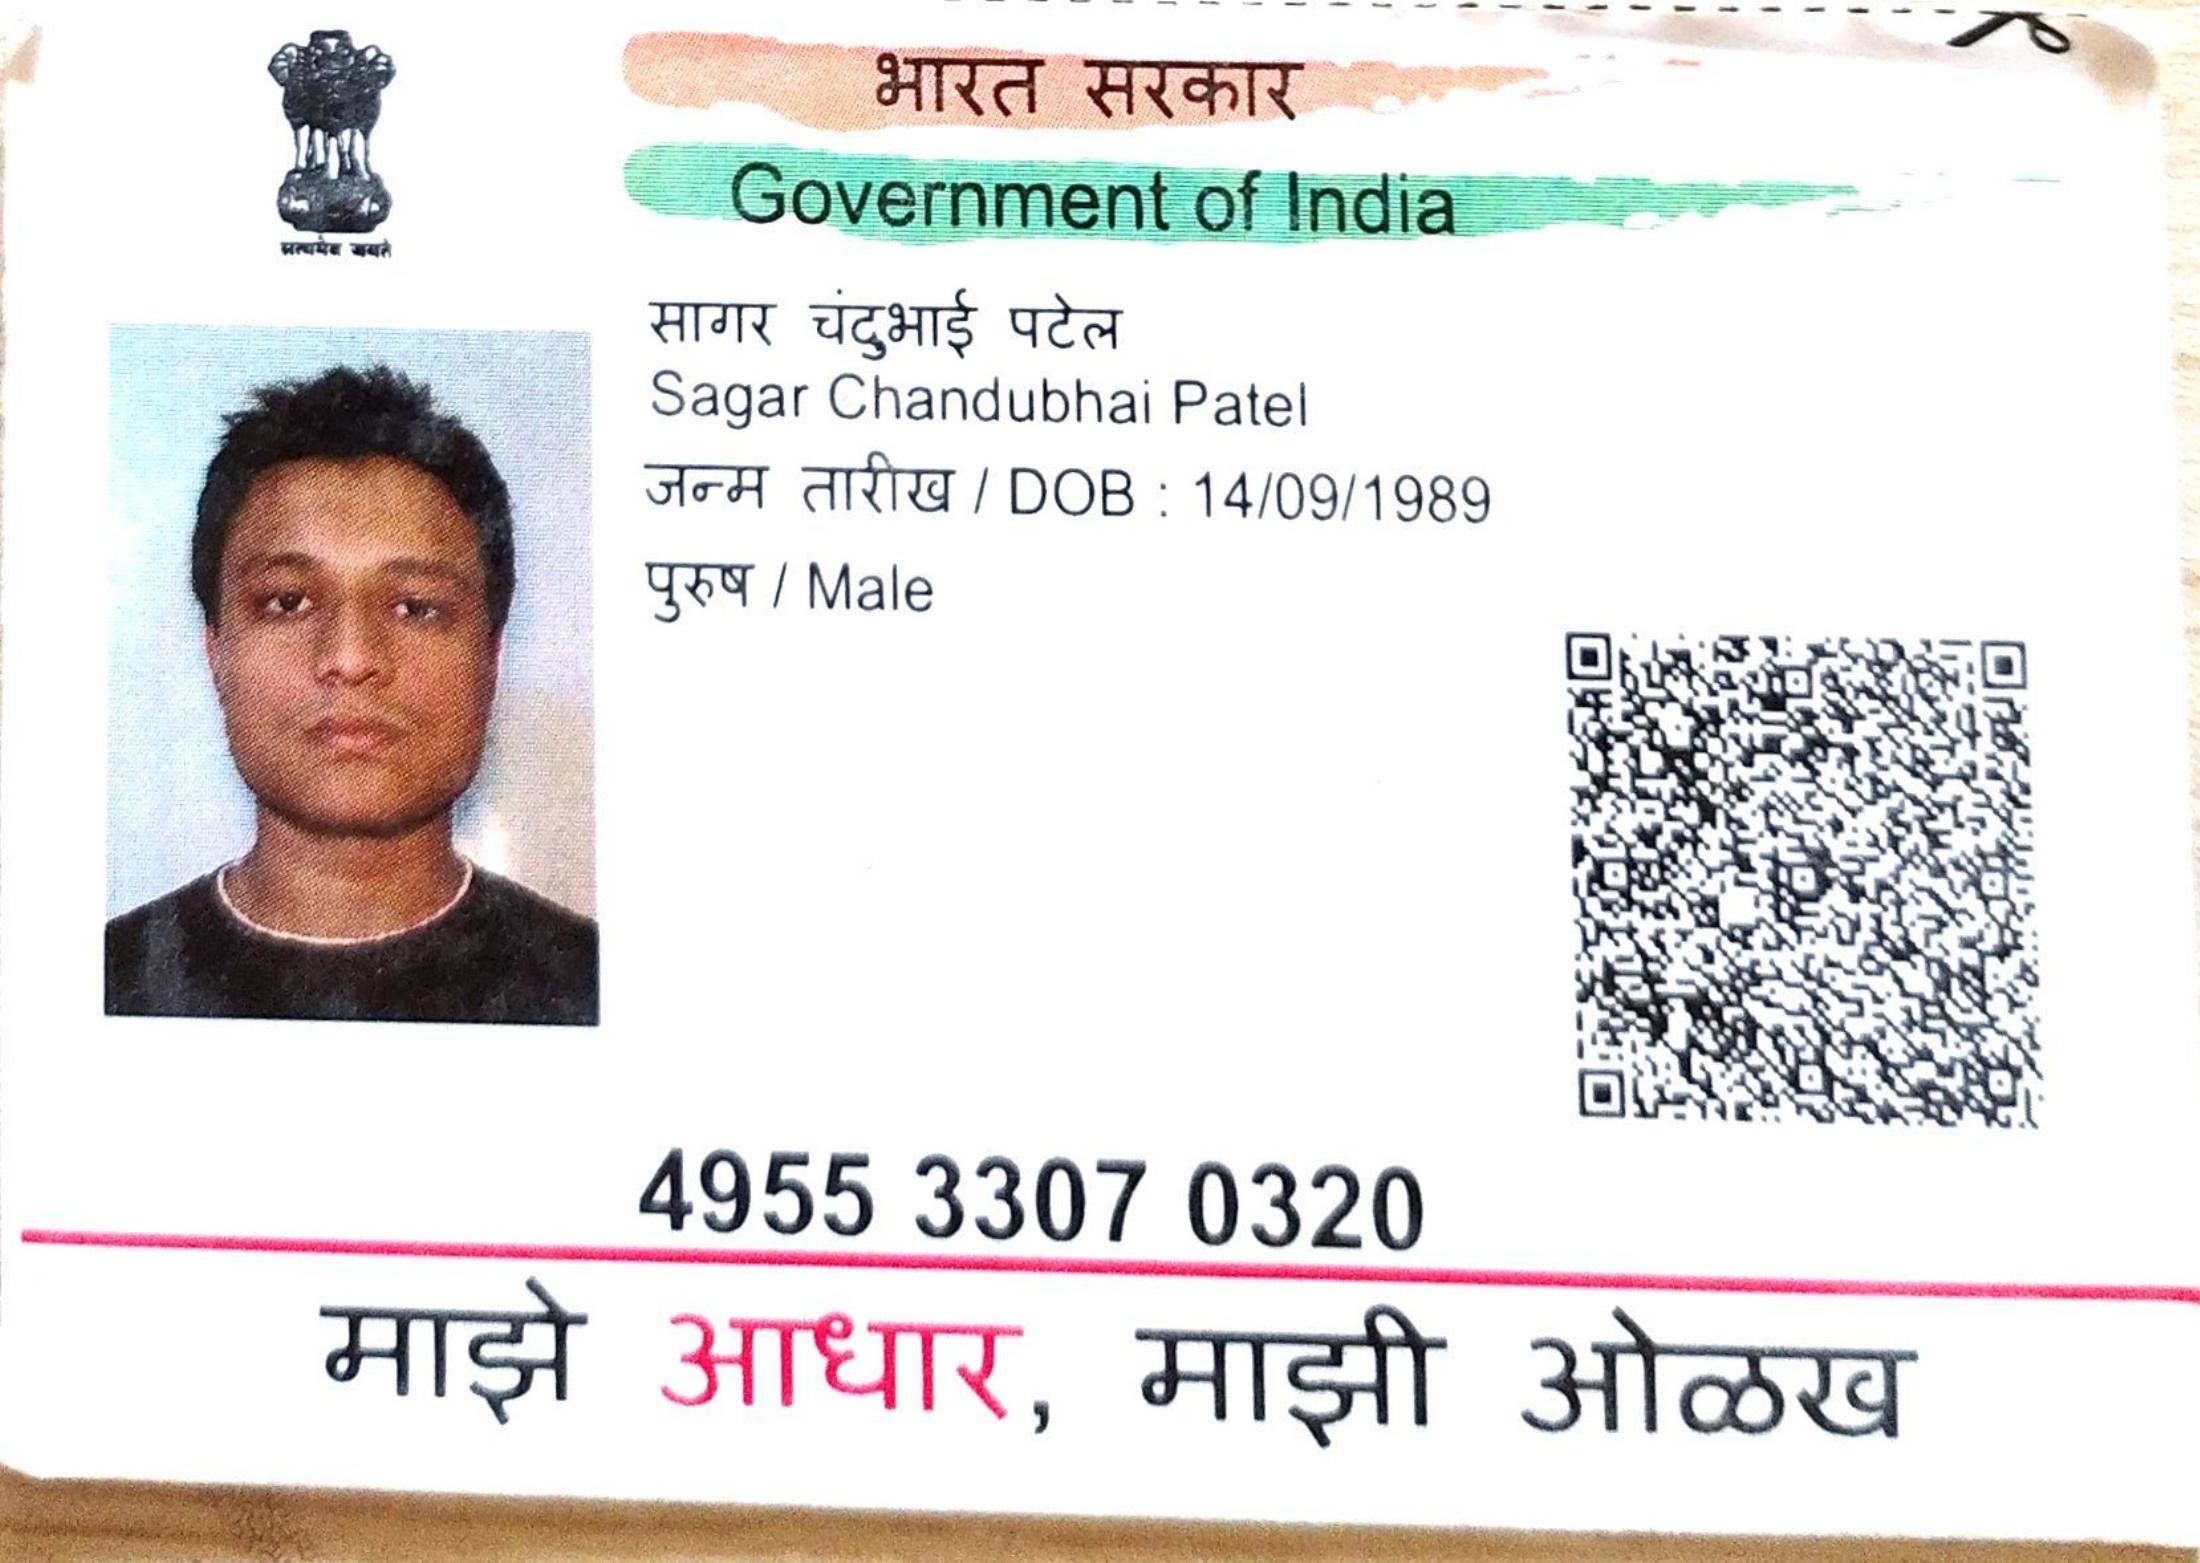 भारत सरकार
Government of India
सत्यमेव जयते
सागर चंदुभाई पटेल
Sagar Chandubhai Patel
जन्म तारीख / DOB : 14/09/1989
पुरुष / Male
4955 3307 0320
माझे आधार, माझी ओळख